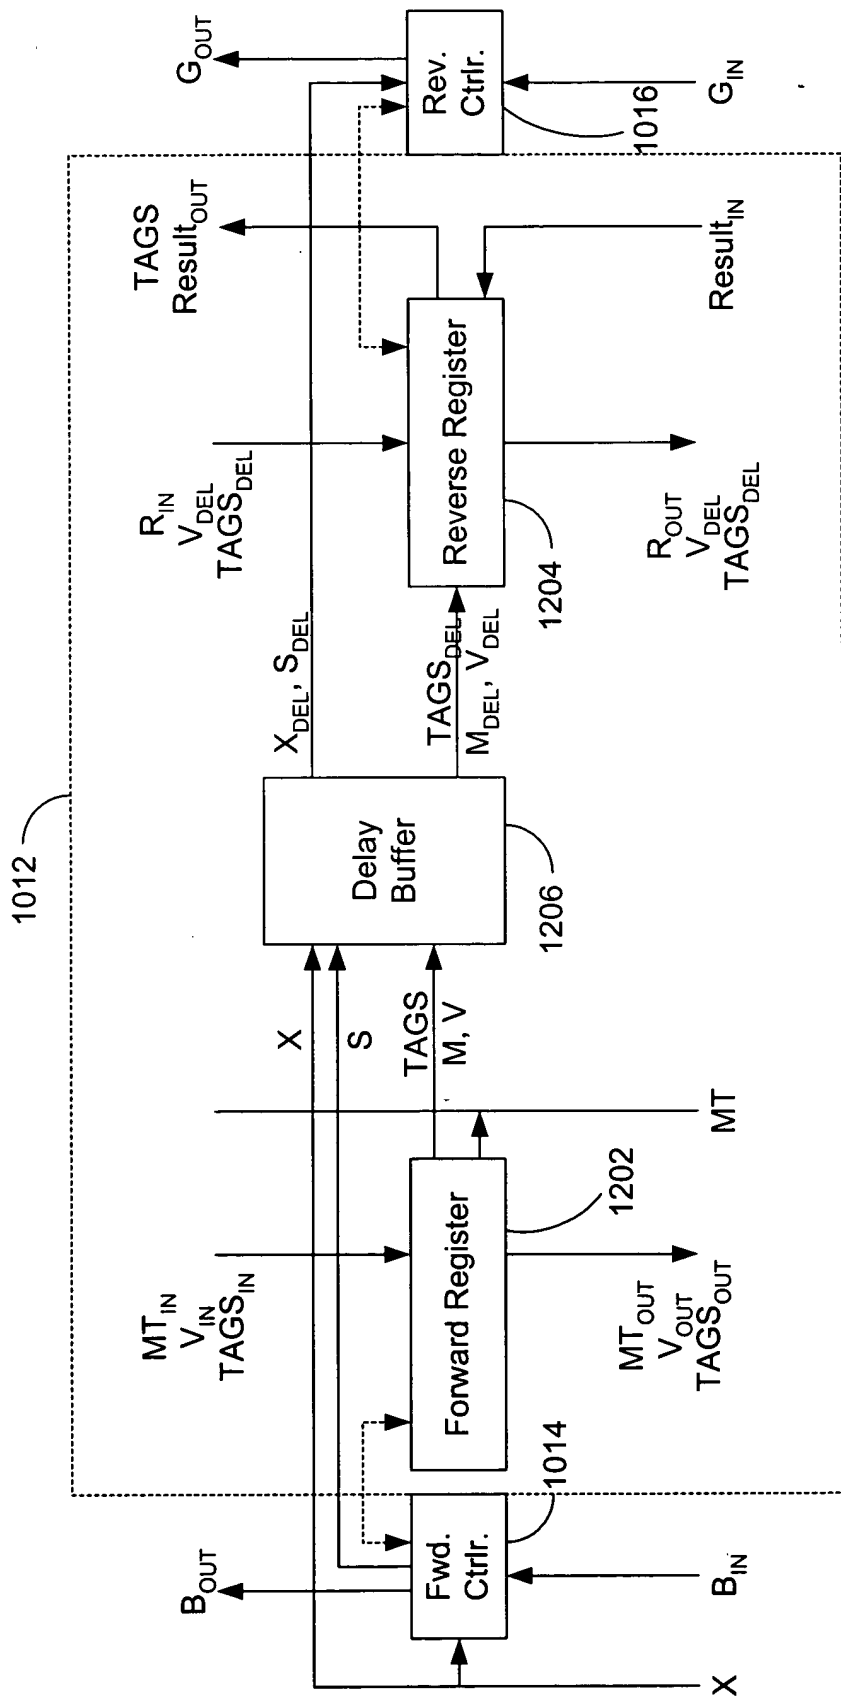 1012
B_OUT
MT_IN
V_IN
TAGS_IN
X
S
X_DEL, S_DEL
R_IN
V_DEL
TAGS_DEL
TAGS
Result_OUT
G_OUT
Fwd.
Ctrlr.
1014
Forward Register
1202
TAGS
M, V
Delay
Buffer
1206
TAGS_DEL
M_DEL, V_DEL
Reverse Register
1204
Rev.
Ctrlr.
1016
X
B_IN
MT_OUT
V_OUT
TAGS_OUT
MT
R_OUT
V_DEL
TAGS_DEL
Result_IN
G_IN